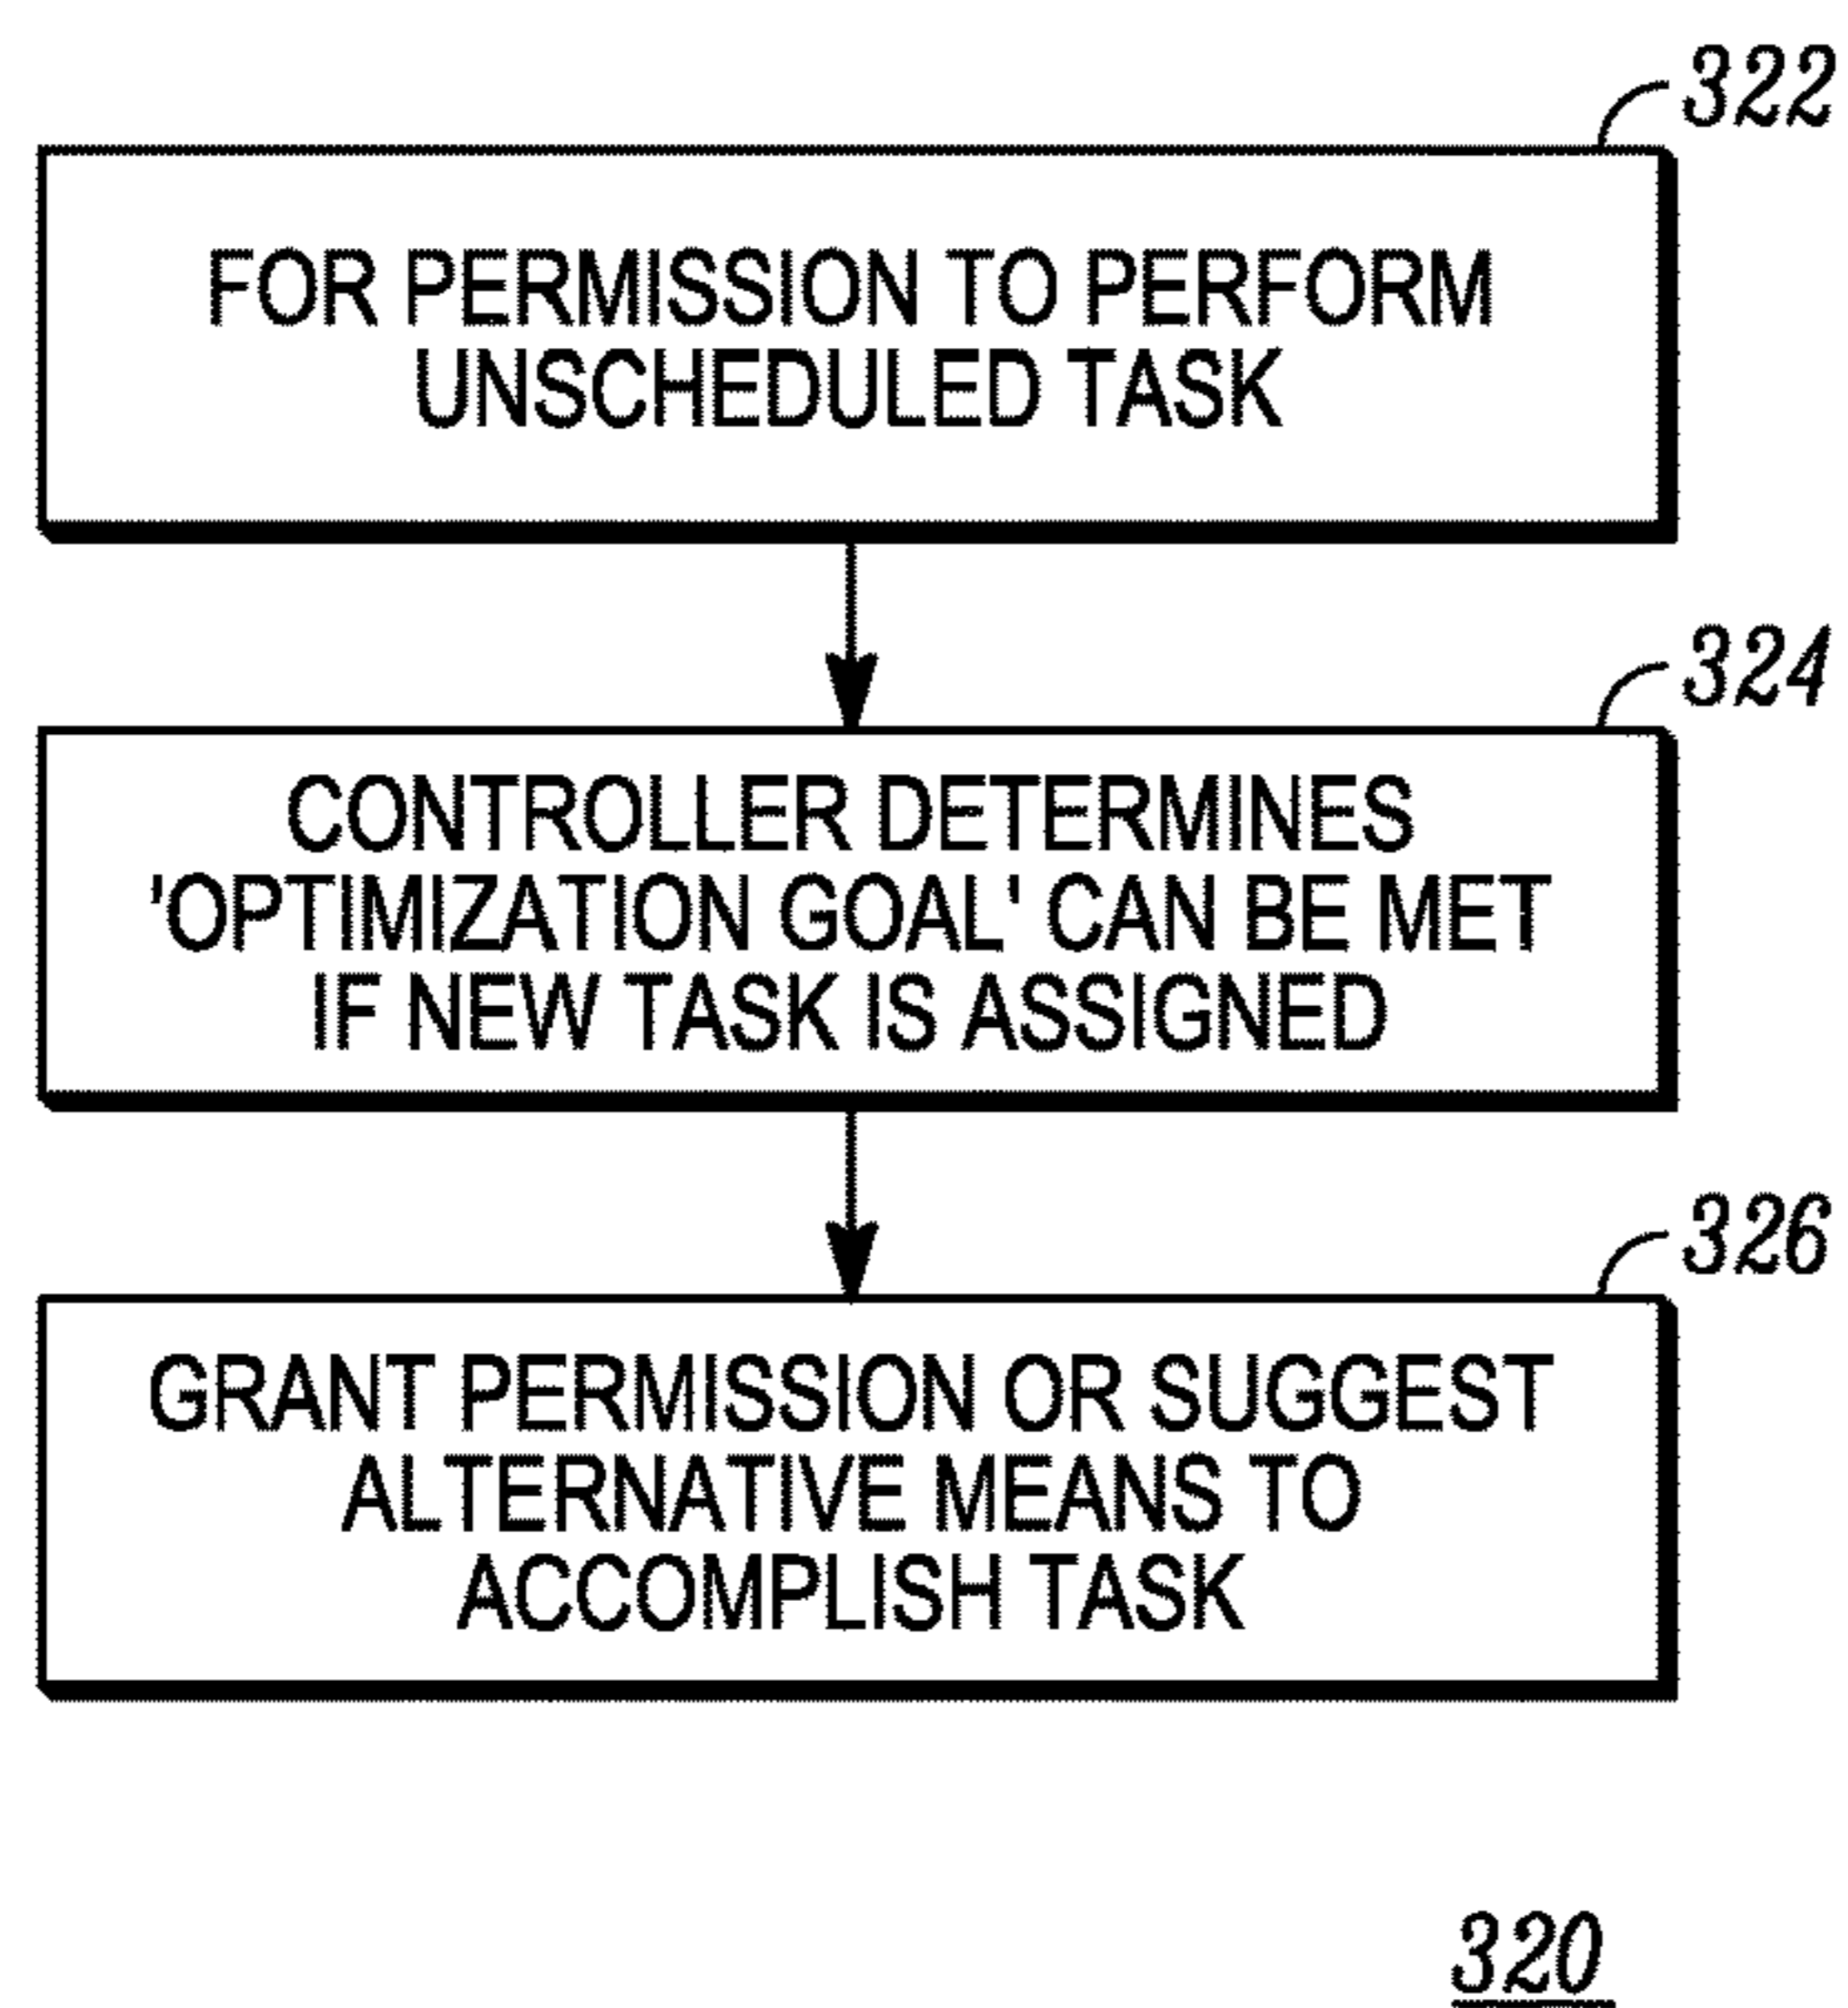 322
FOR PERMISSION TO PERFORM
UNSCHEDULED TASK
324
CONTROLLER DETERMINES
'OPTIMIZATION GOAL' CAN BE MET
IF NEW TASK IS ASSIGNED
326
GRANT PERMISSION OR SUGGEST
ALTERNATIVE MEANS TO
ACCOMPLISH TASK
320